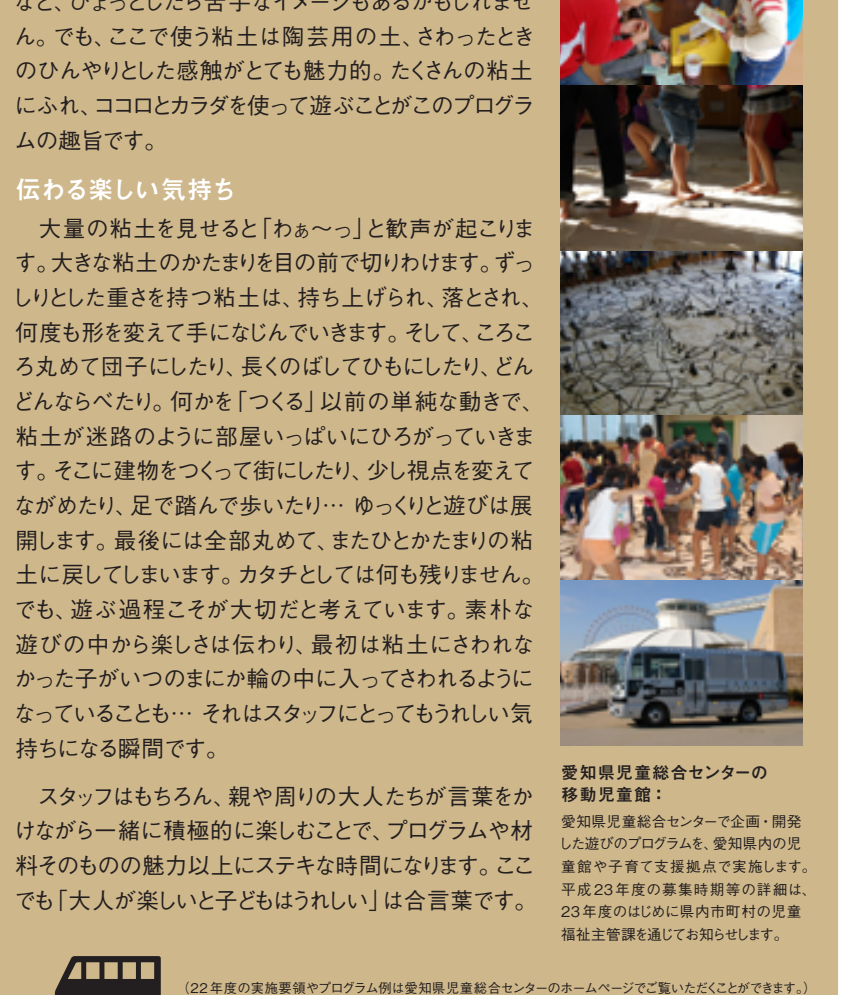 など、ひょっとしたら苦手なイメージもあるかもしれませ
ん。でも、ここで使う粘土は陶芸用の土、さわったとき
のひんやりとした感触がとても魅力的。たくさんの粘土
にふれ、ココロとカラダを使って遊ぶことがこのプログラ
ムの趣旨です。
伝わる楽しい気持ち
大量の粘土を見せると「わぁ〜っ」と歓声が起こりま
す。大きな粘土のかたまりを目の前で切りわけます。ずっ
しりとした重さを持つ粘土は、持ち上げられ、落とされ、
何度も形を変えて手になじんでいきます。そして、ころこ
ろ丸めて団子にしたり、長くのばしてひもにしたり、どん
どんならべたり。何かを「つくる」以前の単純な動きで、
粘土が迷路のように部屋いっぱいにひろがっていきま
す。そこに建物をつくって街にしたり、少し視点を変えて
ながめたり、足で踏んで歩いたり… ゆっくりと遊びは展
開します。最後には全部丸めて、またひとかたまりの粘
土に戻してしまいます。カタチとしては何も残りません。
でも、遊ぶ過程こそが大切だと考えています。素朴な
遊びの中から楽しさは伝わり、最初は粘土にさわれな
かった子がいつのまにか輪の中に入ってさわれるように
なっていることも… それはスタッフにとってもうれしい気
持ちになる瞬間です。
スタッフはもちろん、親や周りの大人たちが言葉をか
けながら一緒に積極的に楽しむことで、プログラムや材
料そのものの魅力以上にステキな時間になります。ここ
でも「大人が楽しいと子どもはうれしい」は合言葉です。
愛知県児童総合センターの
移動児童館：
愛知県児童総合センターで企画・開発
した遊びのプログラムを、愛知県内の児
童館や子育て支援拠点で実施します。
平成23年度の募集時期等の詳細は、
23年度のはじめに県内市町村の児童
福祉主管課を通じてお知らせします。
（22年度の実施要領やプログラム例は愛知県児童総合センターのホームページでご覧いただくことができます。）